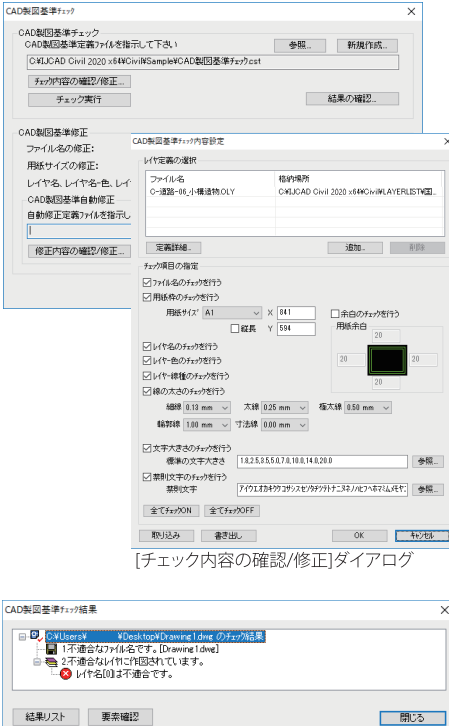 CAD製図基準ﾁｪｯｸ
CAD製図基準チェック
CAD製図基準定義ファイルを指示して下さい
参照...
新規作成...
C:¥IJCAD Civil 2020 x64¥Civil¥Sample¥CAD製図基準ﾁｪｯｸ.cst
ﾁｪｯｸ内容の確認/修正...
チェック実行
結果の確認...
CAD製図基準修正
ファイル名の修正:
用紙サイズの修正:
レイヤ名、レイヤ名-色、レイ
CAD製図基準自動修正
自動修正定義ﾌｧｲﾙを指示し
修正内容の確認/修正...
CAD製図基準ﾁｪｯｸ内容設定
ﾚｲﾔ定義の選択
ファイル名
格納場所
C-道路-06_小構造物.OLY
C:¥IJCAD Civil 2020 x64¥Civil¥LAYERLIST¥国...
定義詳細...
追加...
削除
ﾁｪｯｸ項目の指定
ﾌｧｲﾙ名のﾁｪｯｸを行う
用紙枠のﾁｪｯｸを行う
用紙ｻｲｽﾞ A1 X 841
縦長 Y 594
余白のﾁｪｯｸを行う
用紙余白
20
20
20
20
ﾚｲﾔ名のﾁｪｯｸを行う
ﾚｲﾔ-色のﾁｪｯｸを行う
ﾚｲﾔ-線種のﾁｪｯｸを行う
線の太さのﾁｪｯｸを行う
細線 0.13 mm 太線 0.25 mm 極太線 0.50 mm
輪郭線 1.00 mm 寸法線 0.00 mm
文字大きさのﾁｪｯｸを行う
標準の文字大きさ 1.8,2.5,3.5,5.0,7.0,10.0,14.0,20.0 参照...
禁則文字のﾁｪｯｸを行う
禁則文字 参照...
全てﾁｪｯｸON 全てﾁｪｯｸOFF
取り込み 書き出し OK ｷｬﾝｾﾙ
[チェック内容の確認/修正]ダイアログ
CAD製図基準ﾁｪｯｸ結果
C:¥Users¥ ¥Desktop¥Drawing1.dwg のﾁｪｯｸ結果
1.不適合なﾌｧｲﾙ名です。[Drawing1.dwg]
2.不適合なﾚｲﾔに作図されています。
ﾚｲﾔ名[0]は不適合です。
結果リスト 要素確認 閉じる